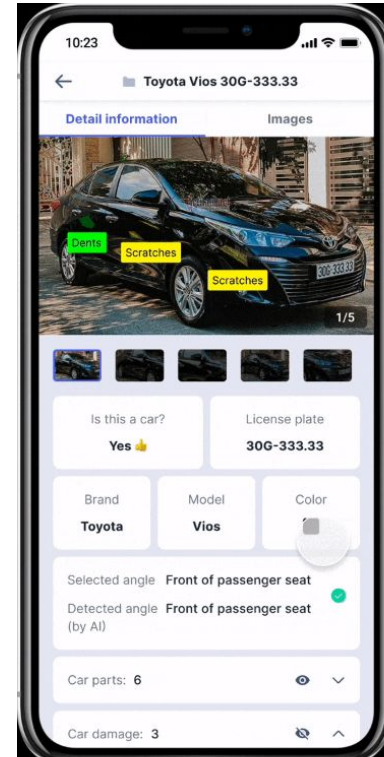 10:23
Toyota Vios 30G-333.33
Detail information
Images
Dents
Scratches
Scratches
30G-333.33
1/5
Is this a car?
Yes 👍
License plate
30G-333.33
Brand
Toyota
Model
Vios
Color
Selected angle Front of passenger seat
Detected angle Front of passenger seat
(by AI)
Car parts: 6
Car damage: 3